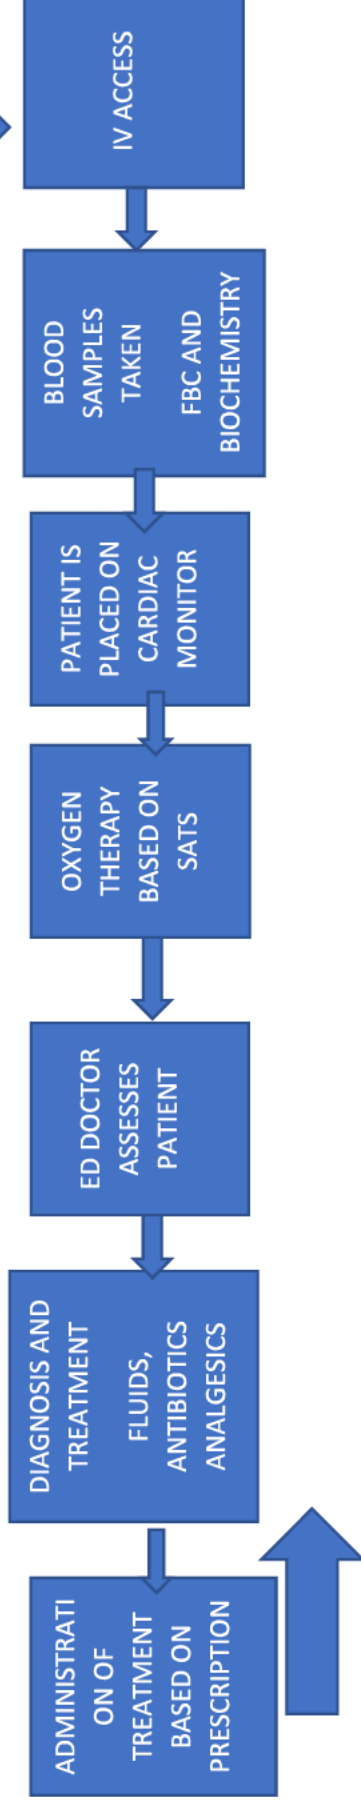 IV ACCESS
BLOOD
SAMPLES
TAKEN
FBC AND
BIOCHEMISTRY
PATIENT IS
PLACED ON
CARDIAC
MONITOR
OXYGEN
THERAPY
BASED ON
SATS
ED DOCTOR
ASSESSES
PATIENT
DIAGNOSIS AND
TREATMENT
FLUIDS,
ANTIBIOTICS
ANALGESICS
ADMINISTRATI
ON OF
TREATMENT
BASED ON
PRESCRIPTION